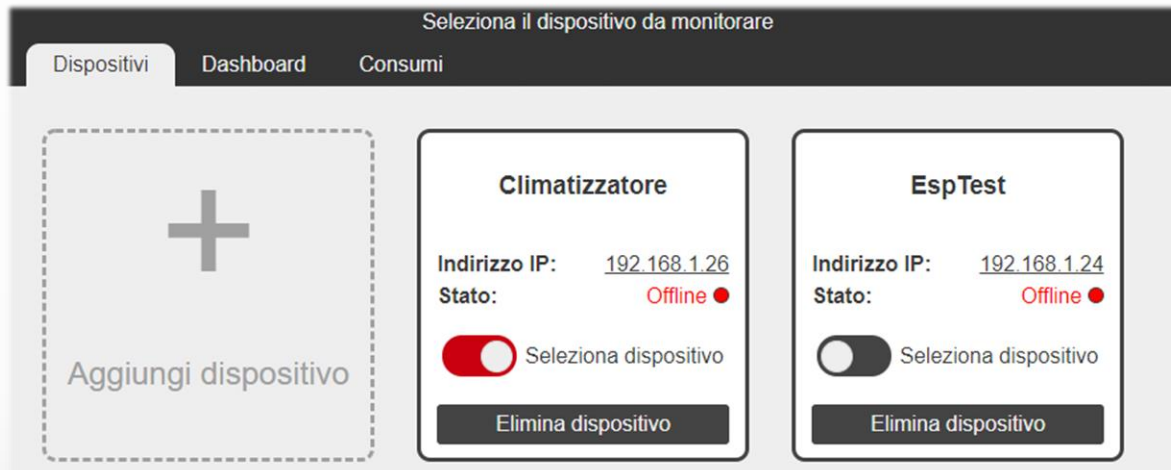 Seleziona il dispositivo da monitorare
Dispositivi Dashboard Consumi
Aggiungi dispositivo
Climatizzatore
Indirizzo IP: 192.168.1.26
Stato: Offline
Seleziona dispositivo
Elimina dispositivo
EspTest
Indirizzo IP: 192.168.1.24
Stato: Offline
Seleziona dispositivo
Elimina dispositivo